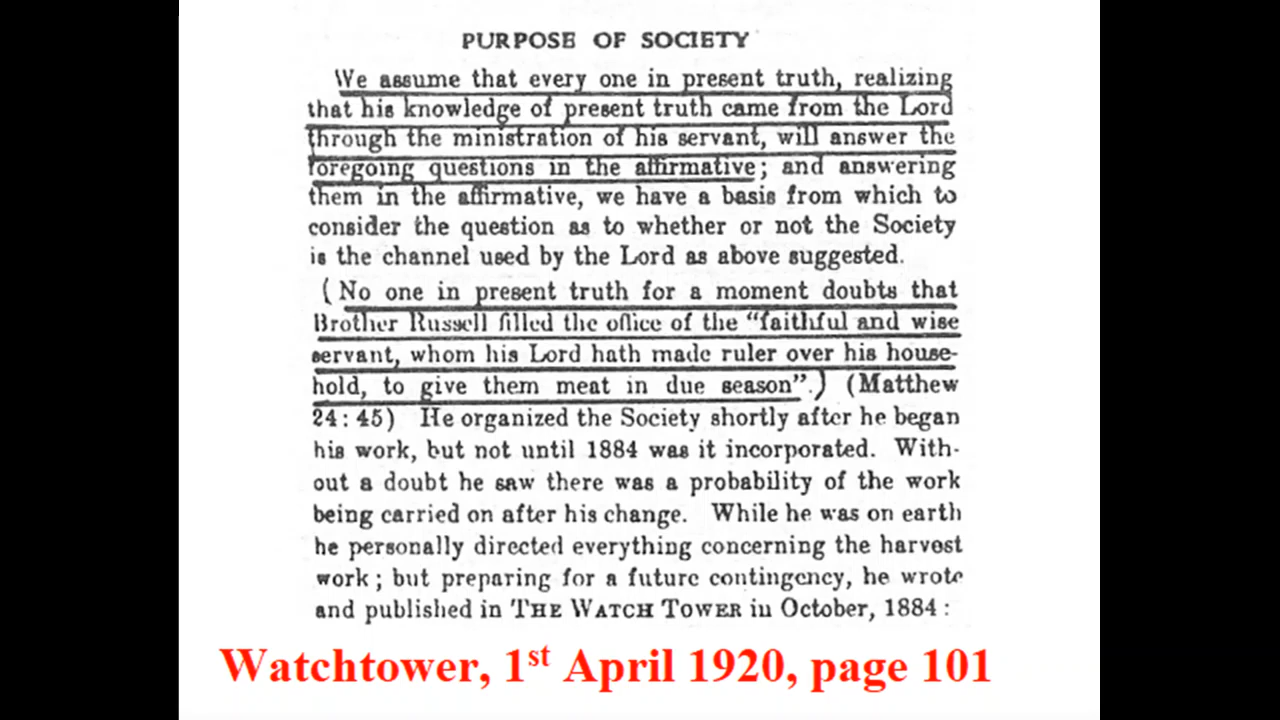 PURPOSE OF SOCIETY
We assume that every one in present truth, realizing
that his knowledge of present truth came from the Lord
through the ministration of his servant, will answer the
foregoing questions in the affirmative; and answering
them in the affirmative, we have a basis from which to
consider the question as to whether or not the Society
is the channel used by the Lord as above suggested.
(No one in present truth for a moment doubts that
Brother Russell filled the office of the "faithful and wise
servant, whom his Lord hath made ruler over his house-
hold, to give them meat in due season".) (Matthew
24: 45) He organized the Society shortly after he began
his work, but not until 1884 was it incorporated. With-
out a doubt he saw there was a probability of the work
being carried on after his change. While he was on earth
he personally directed everything concerning the harvest
work; but preparing for a future contingency, he wrote
and published in THE WATCH TOWER in October, 1884:
Watchtower, 1st April 1920, page 101